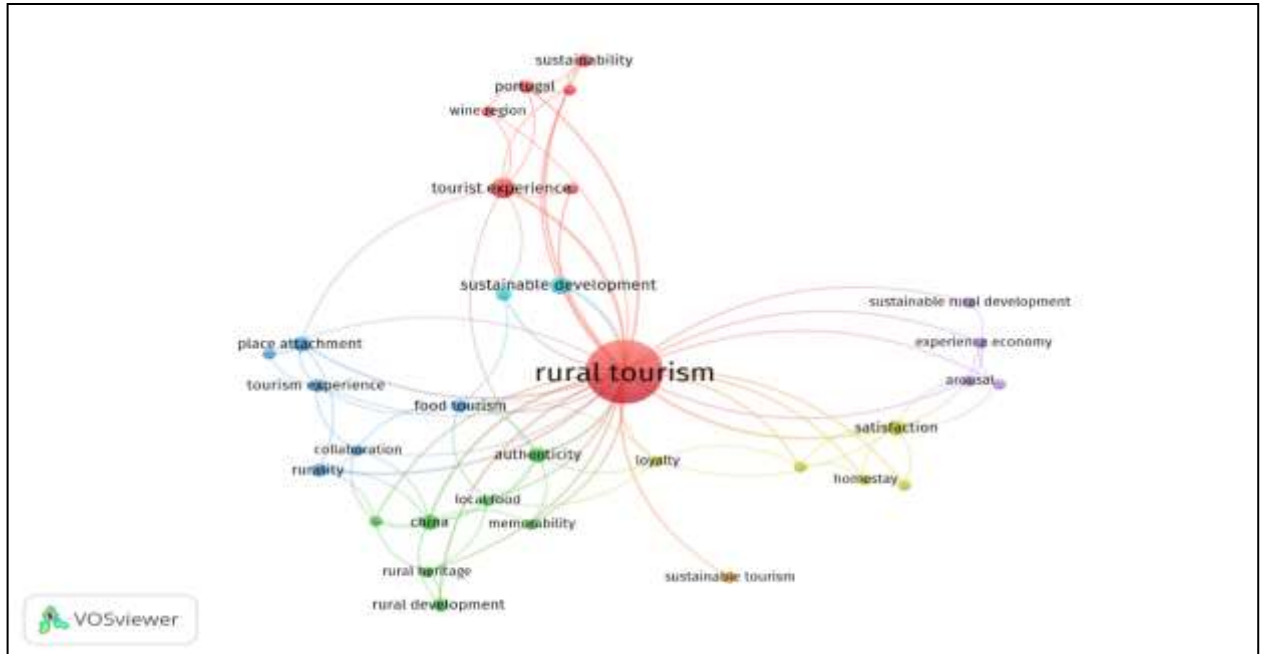 sustainability
portugal
wine region
tourist experience
sustainable development
sustainable rural development
place attachment
experience economy
rural tourism
tourism experience
arousal
food tourism
satisfaction
collaboration
authenticity
loyalty
rurality
homestay
local food
china
memorability
rural heritage
sustainable tourism
rural development
VOSviewer